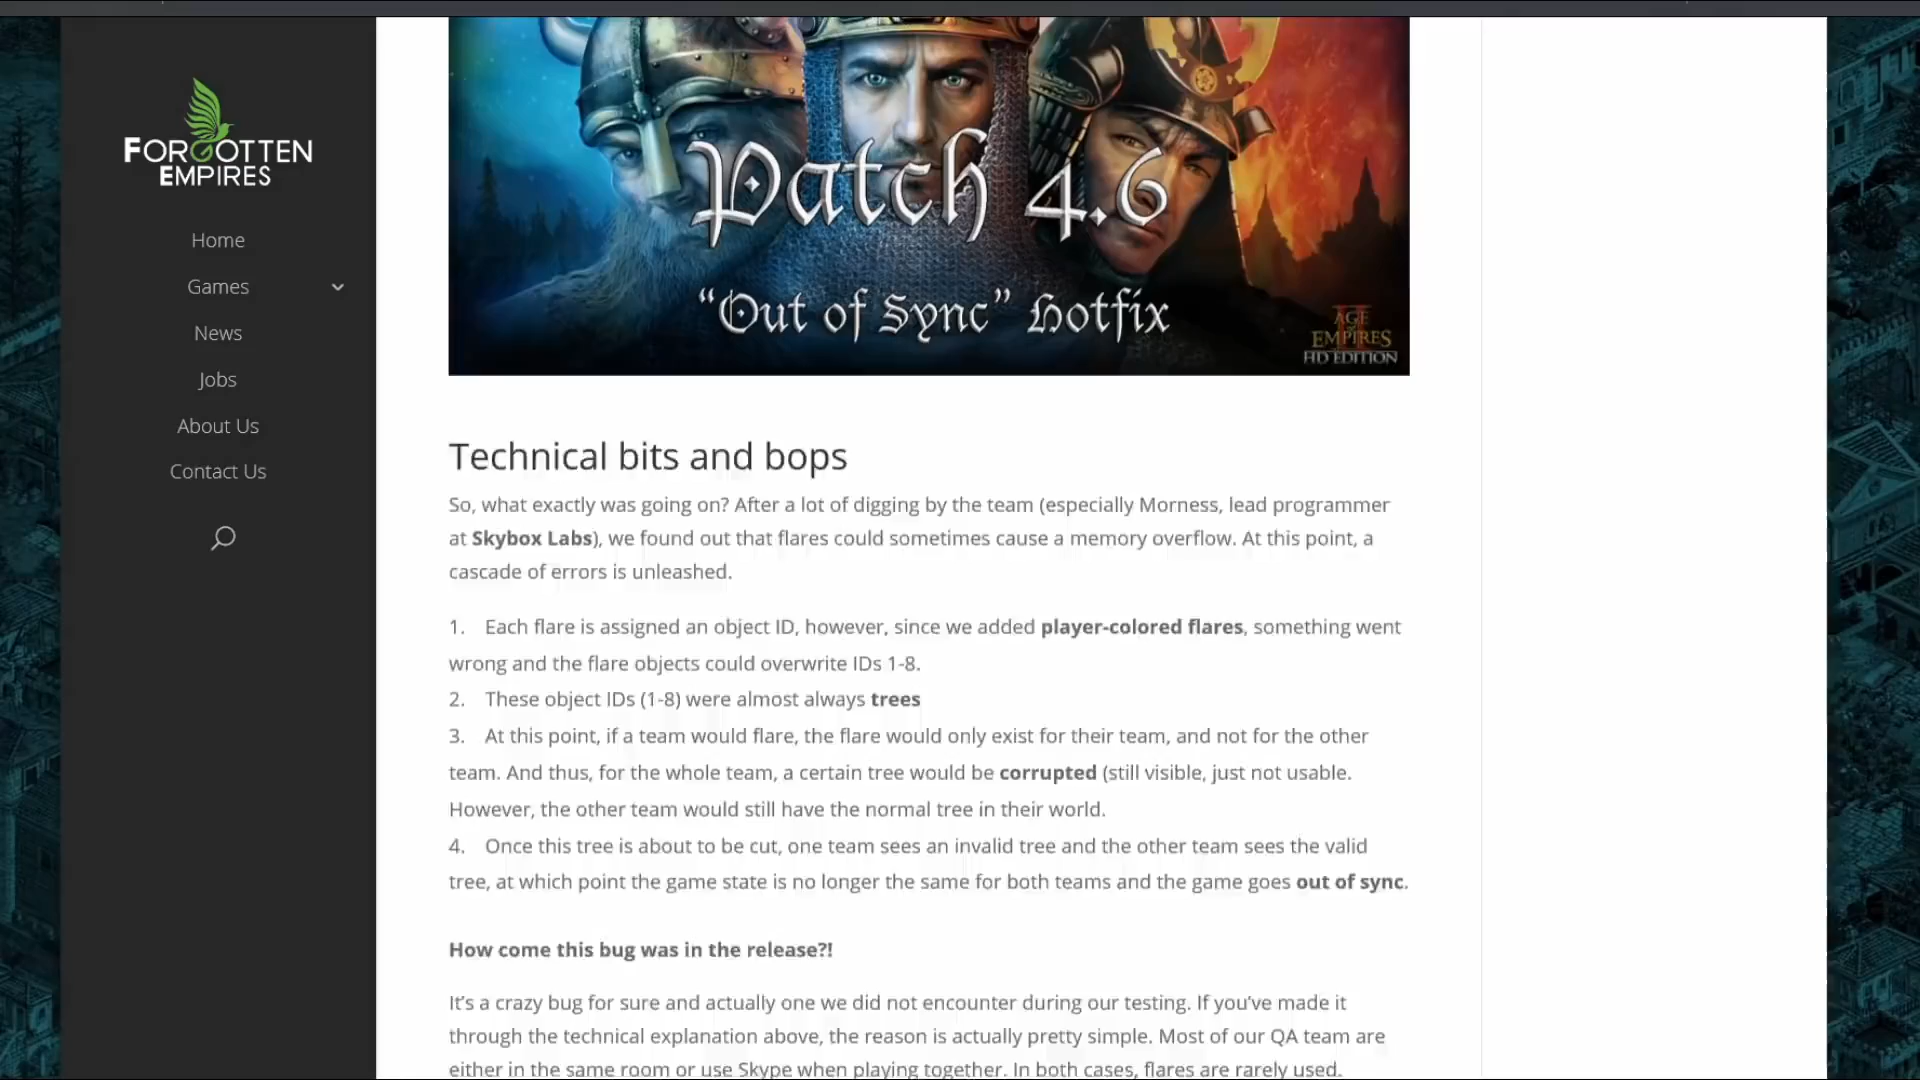 FORGOTTEN
EMPIRES
Home
Games
News
Jobs
About Us
Contact Us
Patch 4.6
“Out of Sync” Hotfix
AGE
OF
EMPIRES
II
HD EDITION
Technical bits and bops
So, what exactly was going on? After a lot of digging by the team (especially Morness, lead programmer
at Skybox Labs), we found out that flares could sometimes cause a memory overflow. At this point, a
cascade of errors is unleashed.
1. Each flare is assigned an object ID, however, since we added player-colored flares, something went
wrong and the flare objects could overwrite IDs 1-8.
2. These object IDs (1-8) were almost always trees
3. At this point, if a team would flare, the flare would only exist for their team, and not for the other
team. And thus, for the whole team, a certain tree would be corrupted (still visible, just not usable.
However, the other team would still have the normal tree in their world.
4. Once this tree is about to be cut, one team sees an invalid tree and the other team sees the valid
tree, at which point the game state is no longer the same for both teams and the game goes out of sync.
How come this bug was in the release?!
It’s a crazy bug for sure and actually one we did not encounter during our testing. If you’ve made it
through the technical explanation above, the reason is actually pretty simple. Most of our QA team are
either in the same room or use Skype when playing together. In both cases, flares are rarely used.